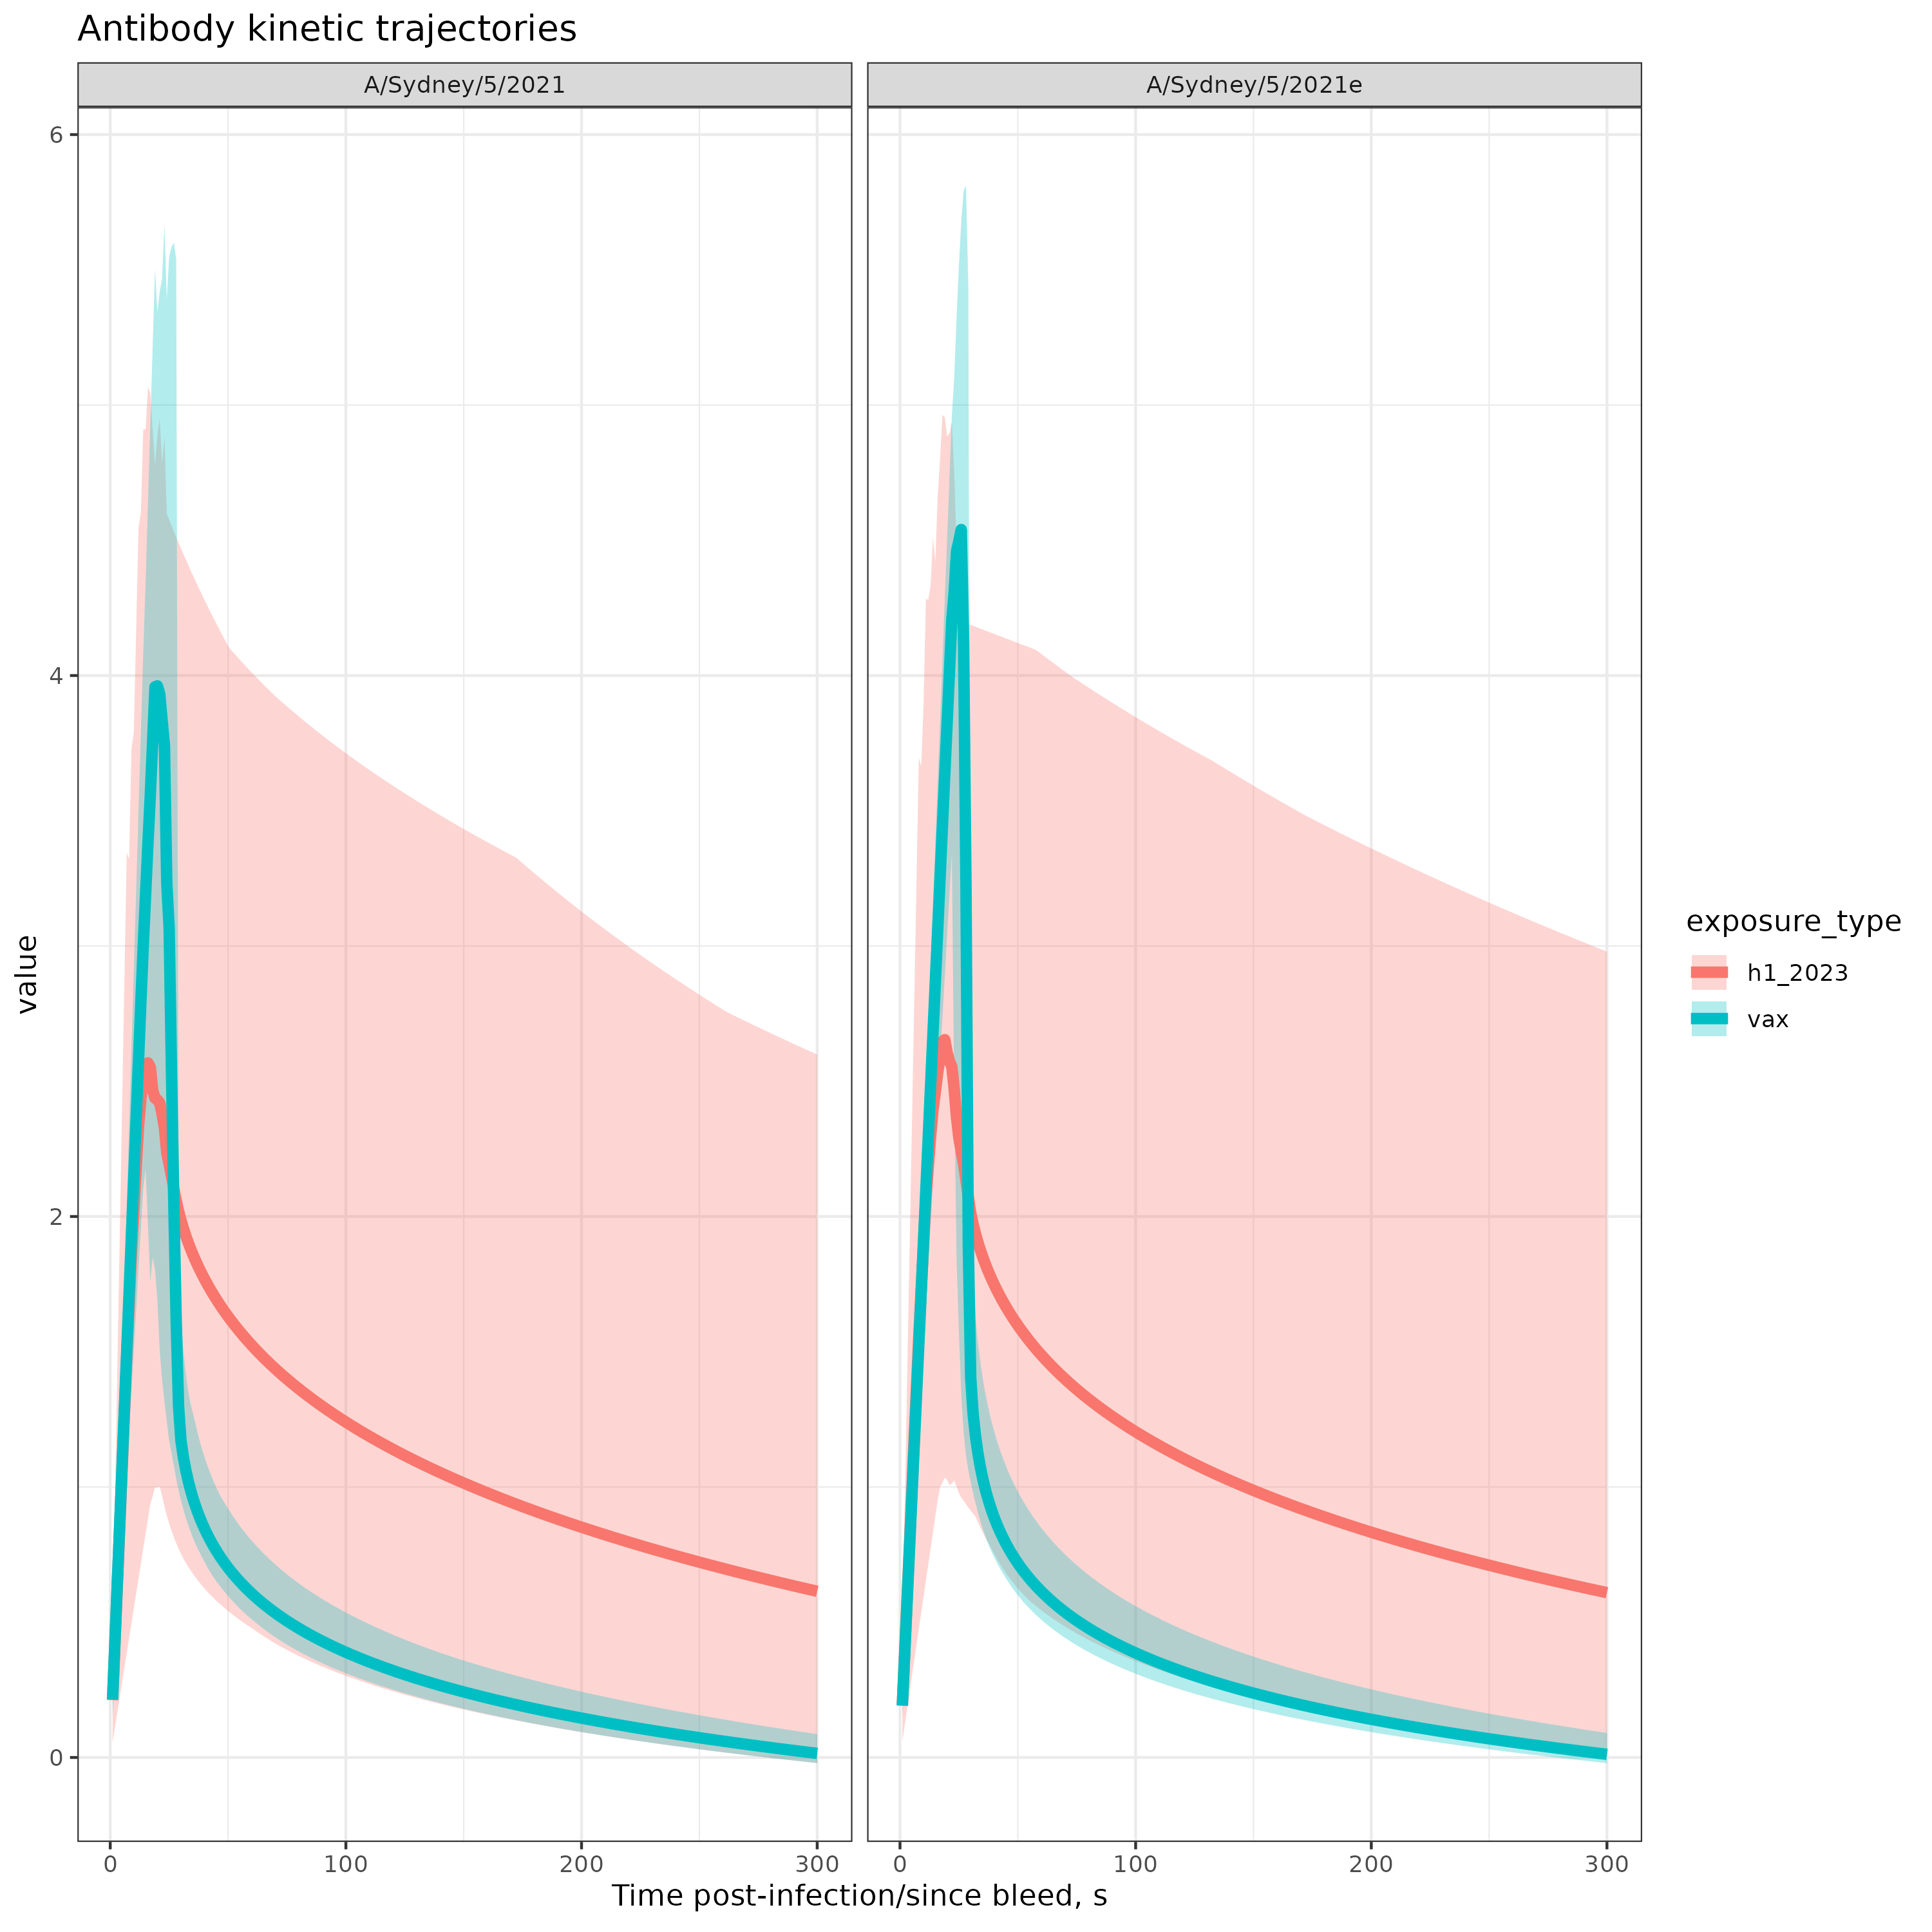 Antibody kinetic trajectories
A/Sydney/5/2021
A/Sydney/5/2021e
6
4
2
0
value
0 100 200 300
0 100 200 300
Time post-infection/since bleed, s
exposure_type
h1_2023
vax